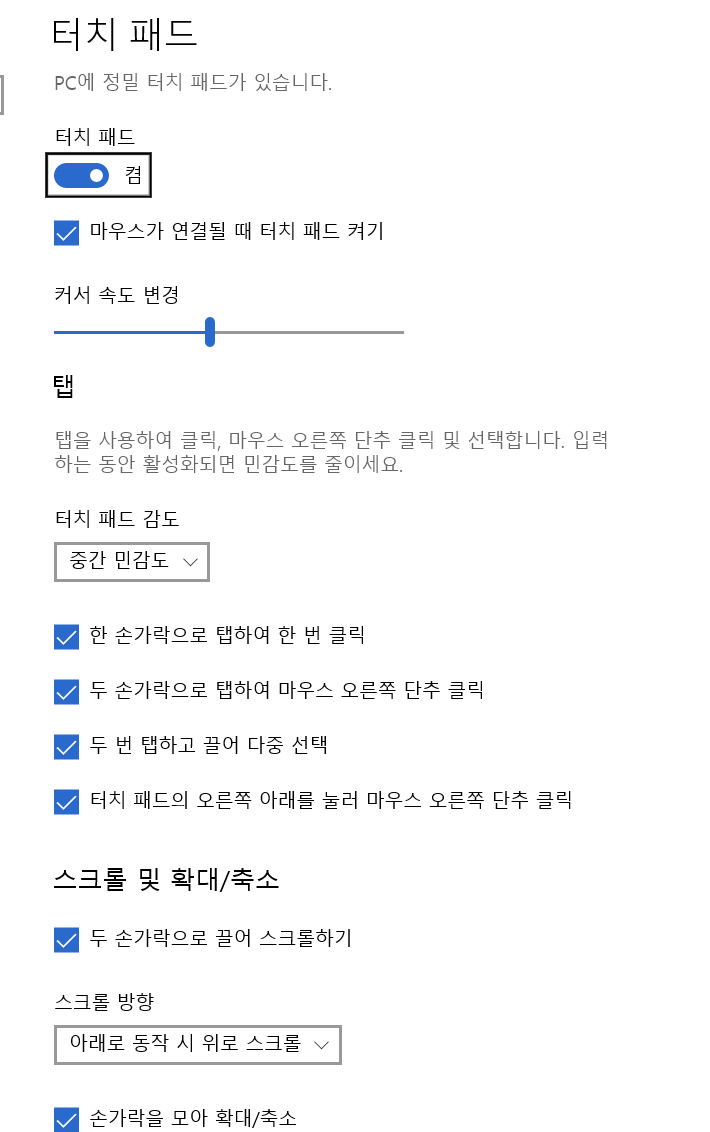 터치 패드
PC에 정밀 터치 패드가 있습니다.
터치 패드
켬
마우스가 연결될 때 터치 패드 켜기
커서 속도 변경
탭
탭을 사용하여 클릭, 마우스 오른쪽 단추 클릭 및 선택합니다. 입력
하는 동안 활성화되면 민감도를 줄이세요.
터치 패드 감도
중간 민감도
한 손가락으로 탭하여 한 번 클릭
두 손가락으로 탭하여 마우스 오른쪽 단추 클릭
두 번 탭하고 끌어 다중 선택
터치 패드의 오른쪽 아래를 눌러 마우스 오른쪽 단추 클릭
스크롤 및 확대/축소
두 손가락으로 끌어 스크롤하기
스크롤 방향
아래로 동작 시 위로 스크롤
손가락을 모아 확대/축소